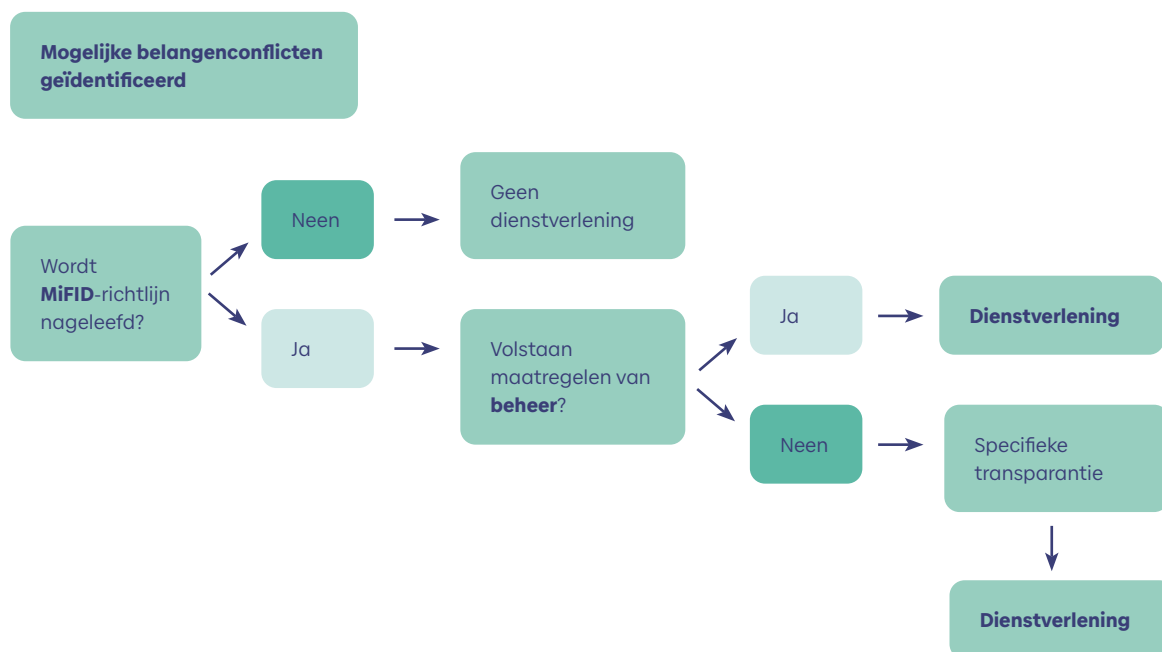 Mogelijke belangenconflicten
geïdentificeerd
Wordt
MiFID-richtlijn
nageleefd?
Neen
Geen
dienstverlening
Ja
Volstaan
maatregelen van
beheer?
Ja
Dienstverlening
Neen
Specifieke
transparantie
Dienstverlening